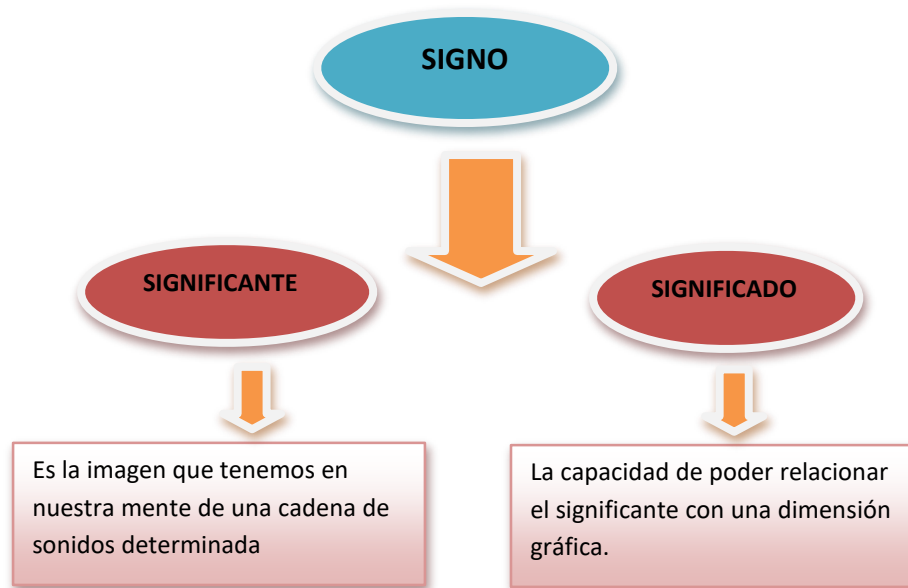 SIGNO
SIGNIFICANTE
SIGNIFICADO
Es la imagen que tenemos en
nuestra mente de una cadena de
sonidos determinada
La capacidad de poder relacionar
el significante con una dimensión
gráfica.